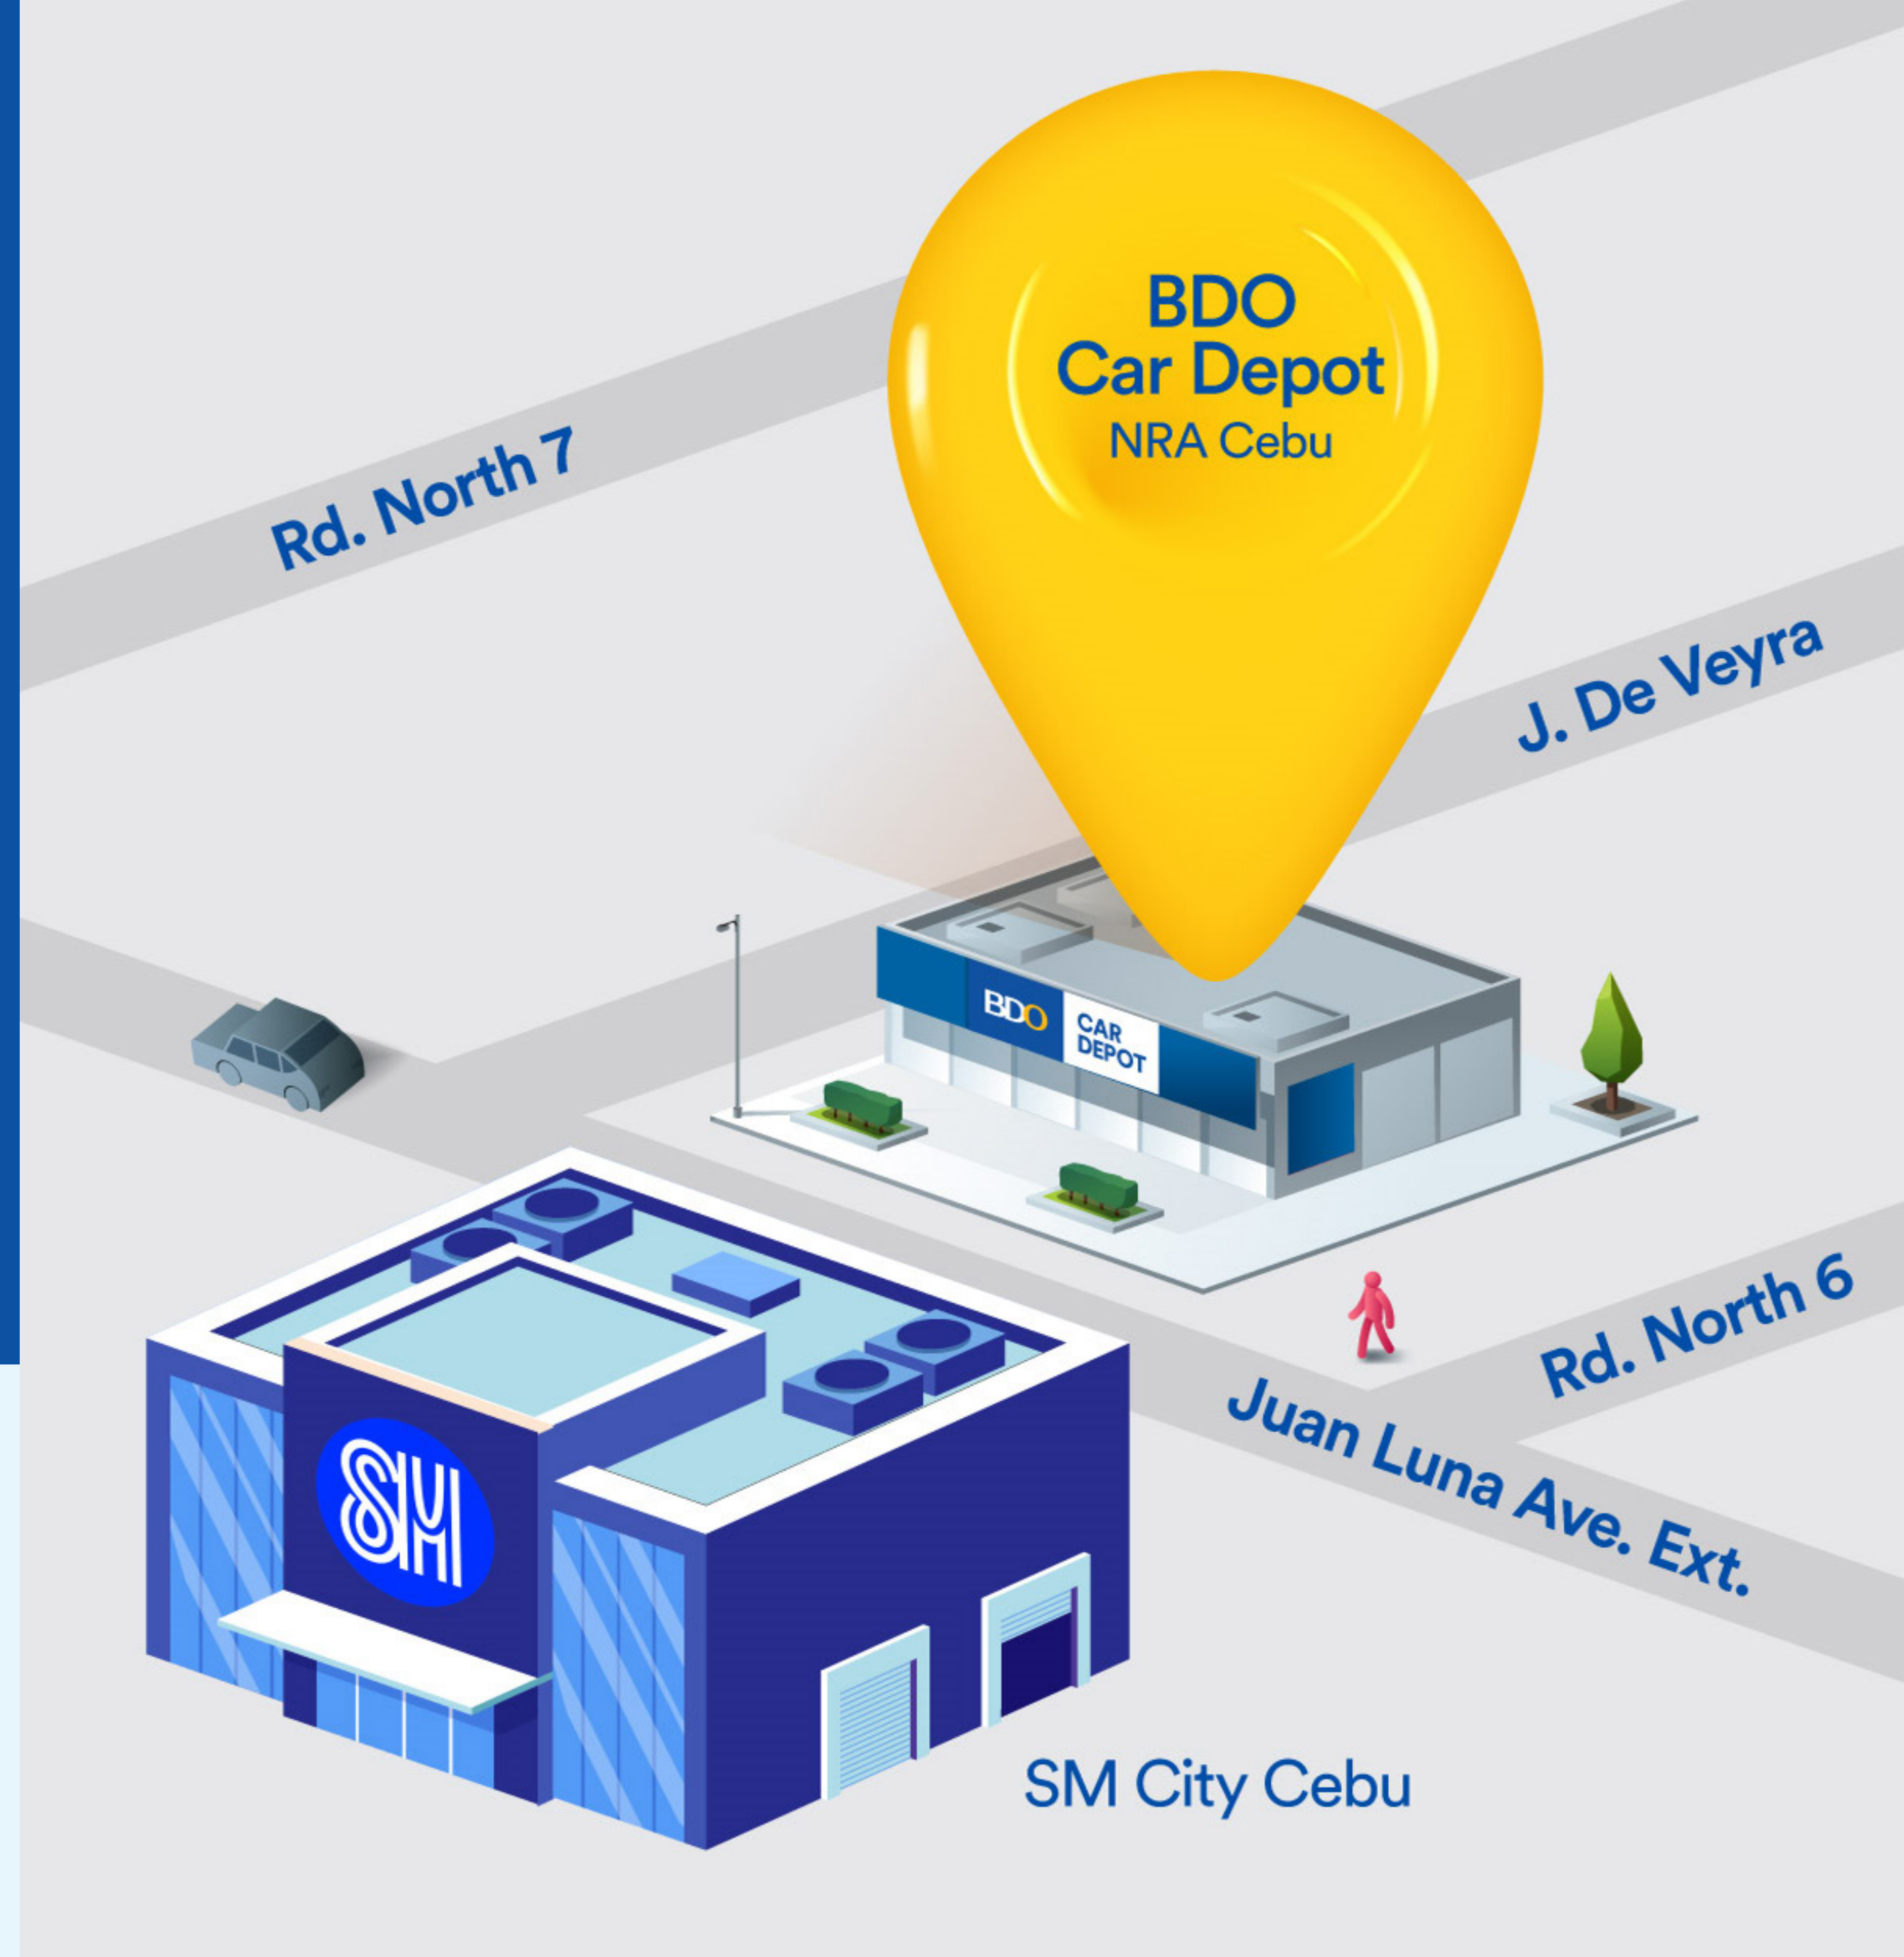 BDO
Car Depot
NRA Cebu
Rd. North 7
J. De Veyra
BDO
CAR
DEPOT
Rd. North 6
Juan Luna Ave. Ext.
SM
SM City Cebu